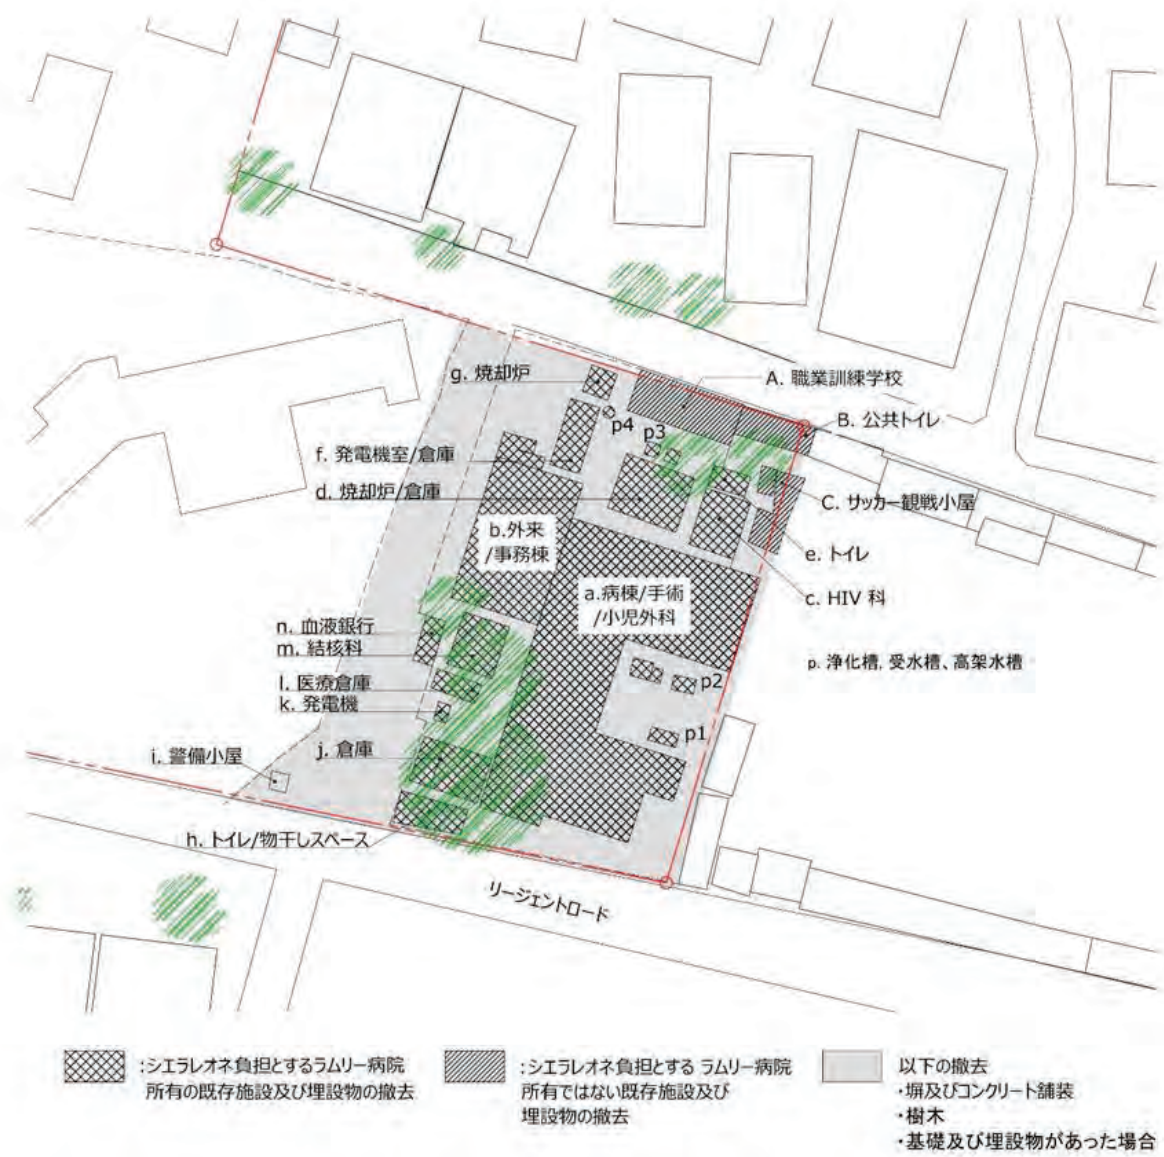 g. 焼却炉
A. 職業訓練学校
p4
p3
B. 公共トイレ
f. 発電機室/倉庫
d. 焼却炉/倉庫
C. サッカー観戦小屋
b.外来
/事務棟
e. トイレ
a.病棟/手術
/小児外科
c. HIV 科
n. 血液銀行
m. 結核科
p. 浄化槽, 受水槽、高架水槽
l. 医療倉庫
p2
k. 発電機
p1
j. 倉庫
i. 警備小屋
h. トイレ/物干しスペース
リージェントロード
:シエラレオネ負担とするラムリー病院
所有の既存施設及び埋設物の撤去
:シエラレオネ負担とする ラムリー病院
所有ではない既存施設及び
埋設物の撤去
以下の撤去
・塀及びコンクリート舗装
・樹木
・基礎及び埋設物があった場合